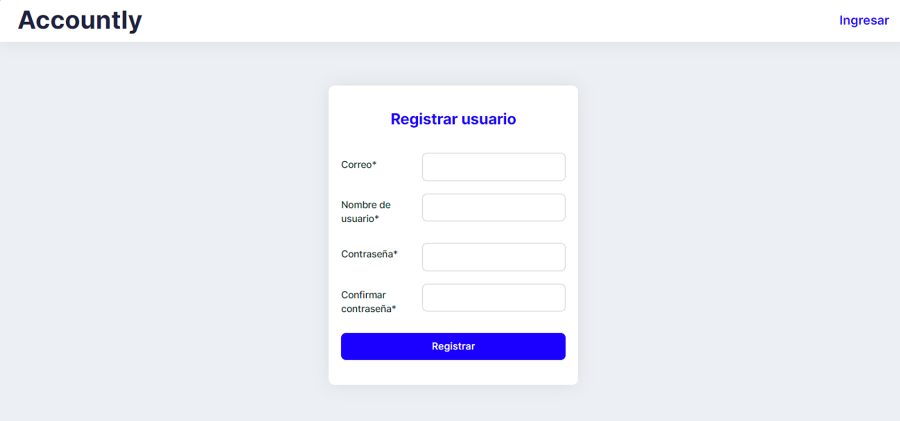 Accountly
Ingresar
Registrar usuario
Correo*
Nombre de
usuario*
Contraseña*
Confirmar
contraseña*
Registrar